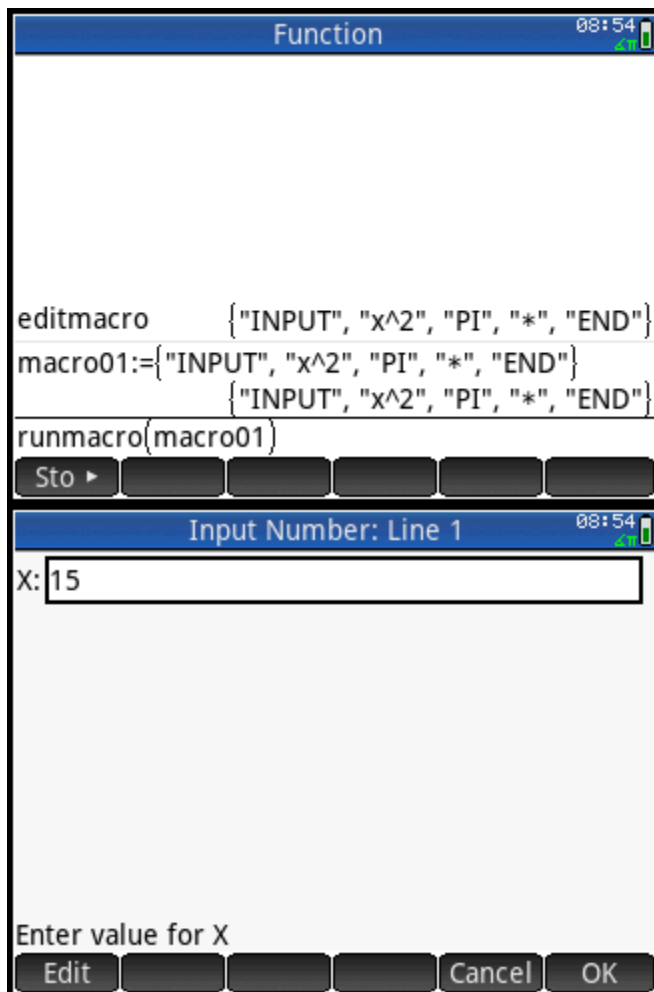 Function 08:54
∡π
editmacro {"INPUT", "x^2", "PI", "*", "END"}
macro01:={"INPUT", "x^2", "PI", "*", "END"}
{"INPUT", "x^2", "PI", "*", "END"}
runmacro(macro01)
Sto ►
Input Number: Line 1 08:54
∡π
X: 15
Enter value for X
Edit Cancel OK